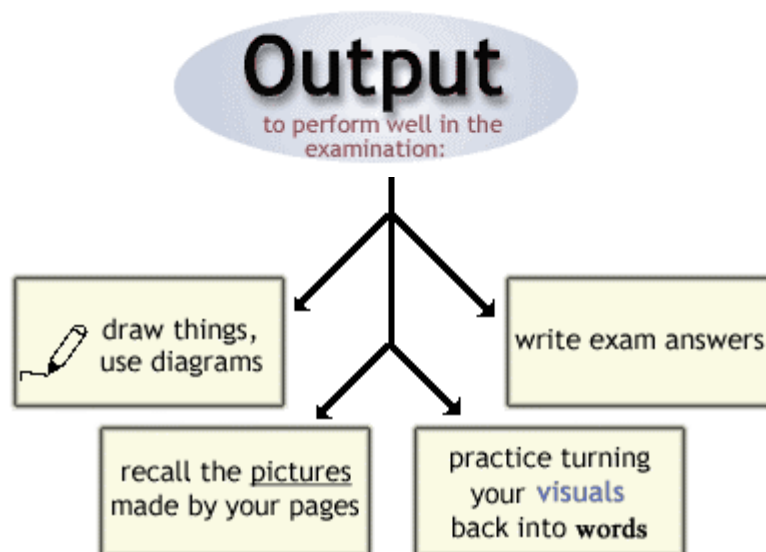 Output
to perform well in the
examination:
draw things,
use diagrams
write exam answers
recall the pictures
made by your pages
practice turning
your visuals
back into words